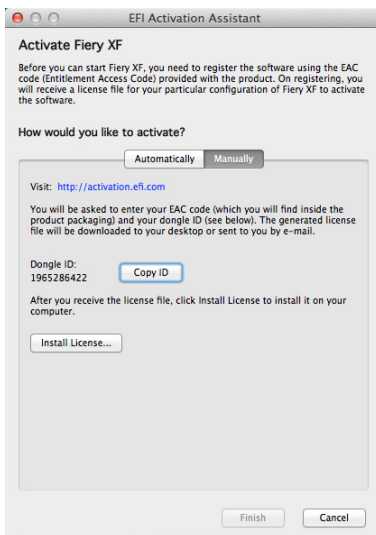 EFI Activation Assistant
Activate Fiery XF
Before you can start Fiery XF, you need to register the software using the EAC
code (Entitlement Access Code) provided with the product. On registering, you
will receive a license file for your particular configuration of Fiery XF to activate
the software.
How would you like to activate?
Automatically Manually
Visit: http://activation.efi.com
You will be asked to enter your EAC code (which you will find inside the
product packaging) and your dongle ID (see below). The generated license
file will be downloaded to your desktop or sent to you by e-mail.
Dongle ID:
1965286422
Copy ID
After you receive the license file, click Install License to install it on your
computer.
Install License...
Finish Cancel